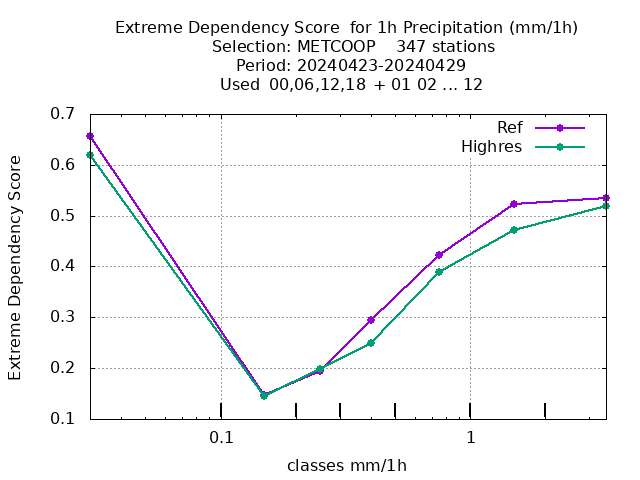 Extreme Dependency Score  for 1h Precipitation (mm/1h)
Selection: METCOOP    347 stations
Period: 20240423-20240429
Used  00,06,12,18  + 01 02 ... 12
Ref
Highres
Extreme Dependency Score
0.7
0.6
0.5
0.4
0.3
0.2
0.1
0.1
1
classes mm/1h